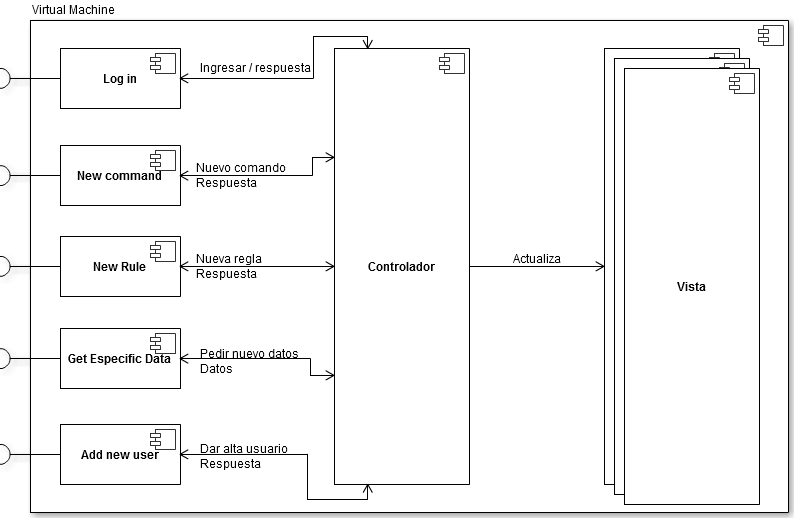 Virtual Machine
Log in
Ingresar / respuesta
New command
Nuevo comando
Respuesta
New Rule
Nueva regla
Respuesta
Controlador
Actualiza
Vista
Get Especific Data
Pedir nuevo datos
Datos
Add new user
Dar alta usuario
Respuesta